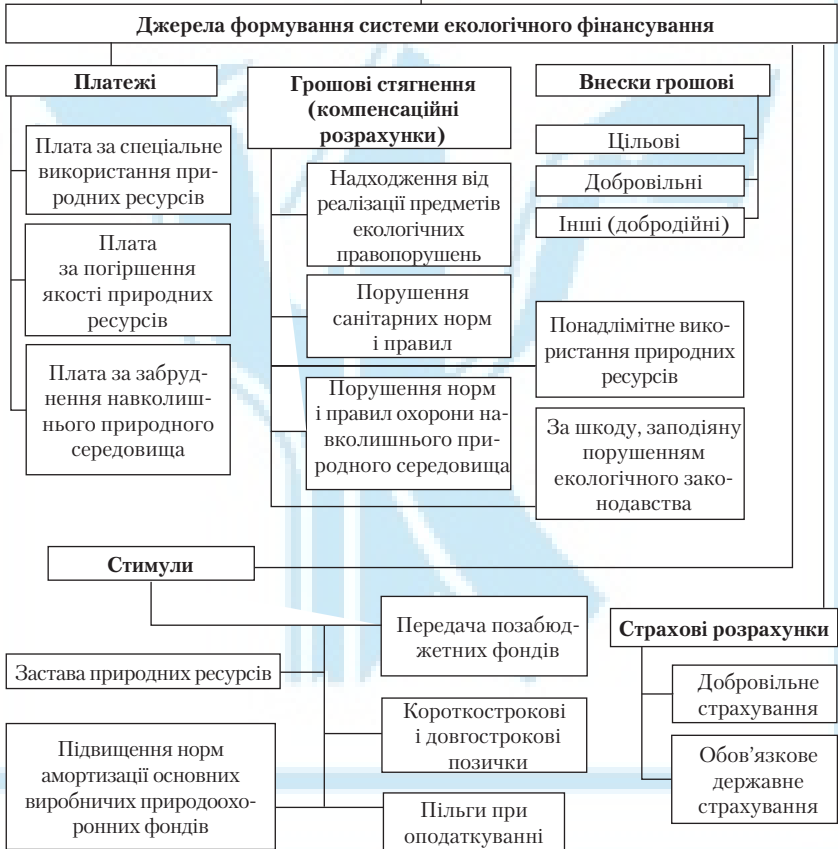 Джерела формування системи екологічного фінансування
Платежі
Плата за спеціальне
використання при-
родних ресурсів
Плата
за погіршення
якості природних
ресурсів
Плата за забруд-
нення навколиш-
нього природного
середовища
Грошові стягнення
(компенсаційні
розрахунки)
Надходження від
реалізації предметів
екологічних
правопорушень
Порушення
санітарних норм
і правил
Порушення норм
і правил охорони на-
вколишнього при-
родного середовища
Внески грошові
Цільові
Добровільні
Інші (добродійні)
Понадлімітне вико-
ристання природних
ресурсів
За шкоду, заподіяну
порушенням
екологічного зако-
нодавства
Стимули
Застава природних ресурсів
Підвищення норм
амортизації основних
виробничих природоохо-
ронних фондів
Передача позабюд-
жетних фондів
Короткострокові
і довгострокові
позички
Пільги при
оподаткуванні
Страхові розрахунки
Добровільне
страхування
Обов’язкове
державне
страхування